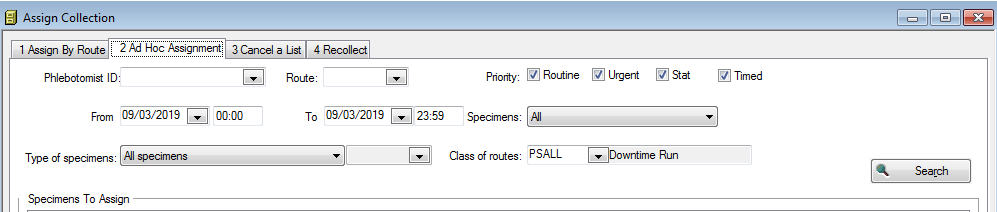 Assign Collection
1 Assign By Route 2 Ad Hoc Assignment 3 Cancel a List 4 Recollect
Phlebotomist ID: Route: Priority: Routine Urgent Stat Timed
From 09/03/2019 00:00 To 09/03/2019 23:59 Specimens: All
Type of specimens: All specimens Class of routes: PSALL Downtime Run
Search
Specimens To Assign